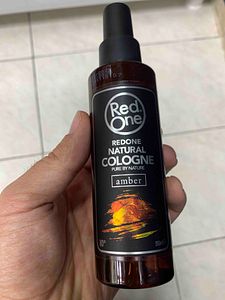 Red
One
REDONE
NATURAL
COLOGNE
PURE BY NATURE
amber